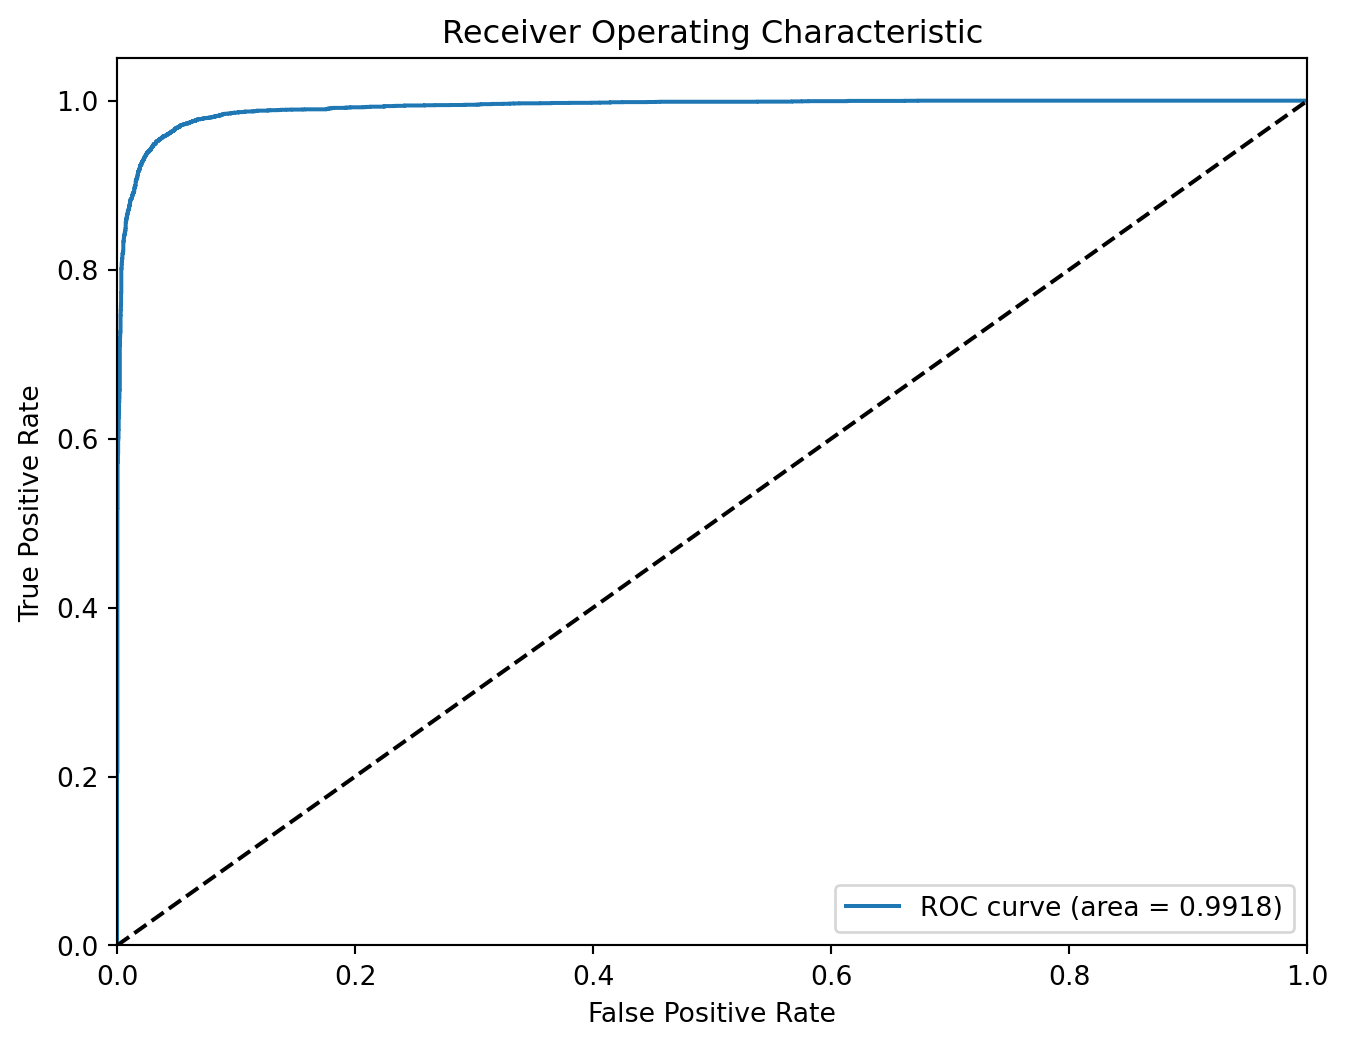 Receiver Operating Characteristic
1.0
0.8
0.6
0.4
0.2
0.0
True Positive Rate
ROC curve (area = 0.9918)
0.0 0.2 0.4 0.6 0.8 1.0
False Positive Rate